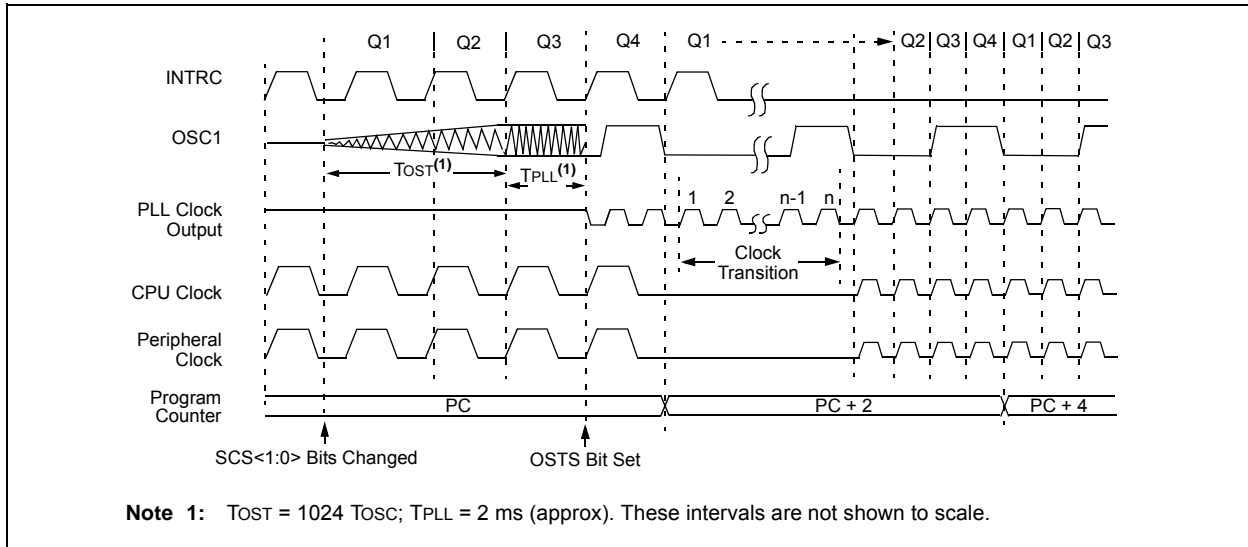 Q1 Q2 Q3 Q4 Q1 Q2 Q3 Q4 Q1 Q2 Q3
INTRC
OSC1
TOST(1) TPLL(1)
1 2 n-1 n
PLL Clock
Output
Clock
Transition
CPU Clock
Peripheral
Clock
Program
Counter
PC PC + 2 PC + 4
SCS<1:0> Bits Changed OSTS Bit Set
Note 1: TOST = 1024 TOSC; TPLL = 2 ms (approx). These intervals are not shown to scale.